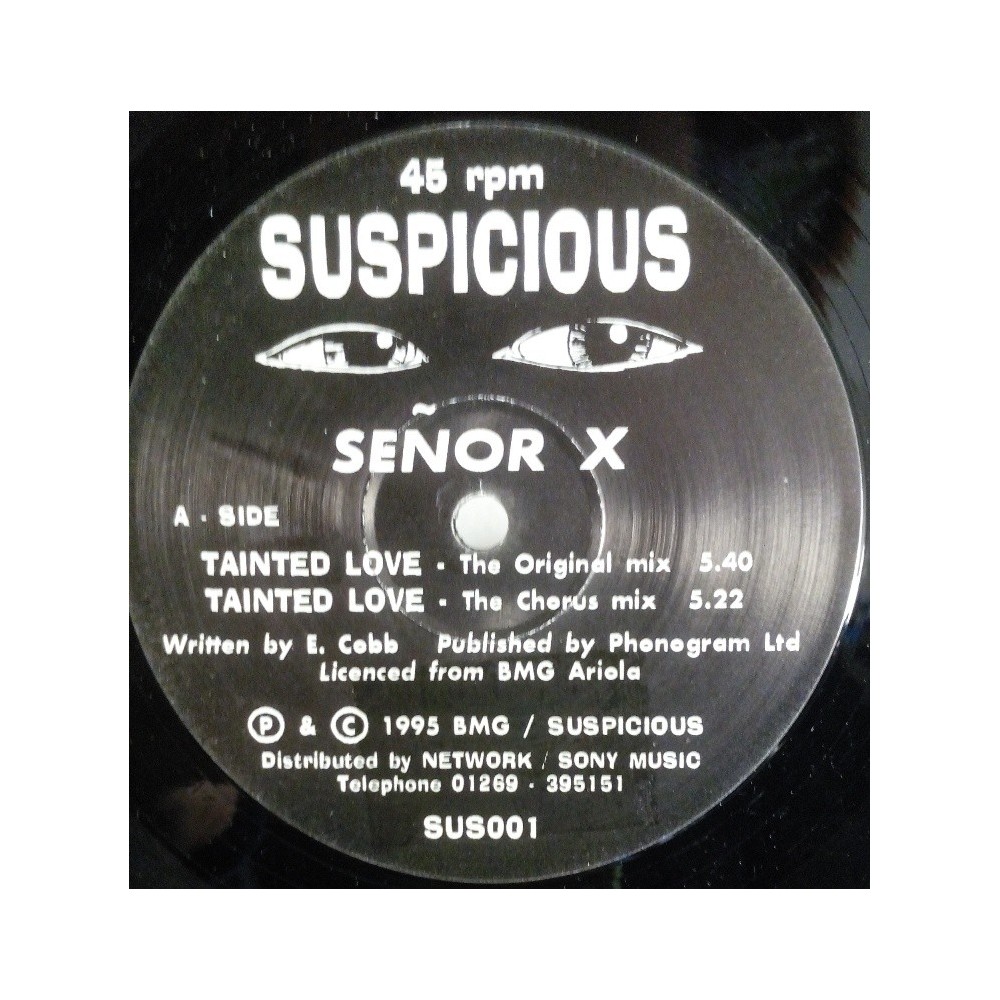 45 rpm
SUSPICIOUS
SEÑOR X
A - SIDE
TAINTED LOVE - The Original mix 5.40
TAINTED LOVE - The Chorus mix 5.22
Written by E. Cobb Published by Phonogram Ltd
Licenced from BMG Ariola
Ⓟ & © 1995 BMG / SUSPICIOUS
Distributed by NETWORK / SONY MUSIC
Telephone 01269 - 395151
SUS001